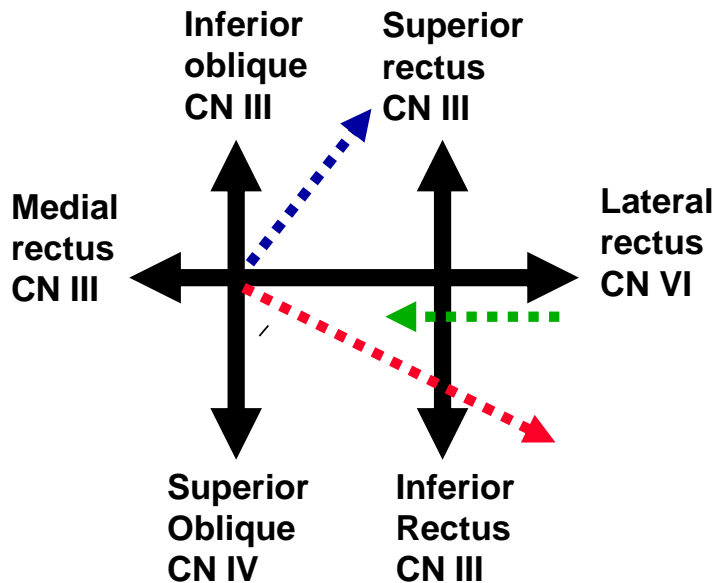 Inferior
oblique
CN III
Superior
rectus
CN III
Medial
rectus
CN III
Lateral
rectus
CN VI
Superior
Oblique
CN IV
Inferior
Rectus
CN III